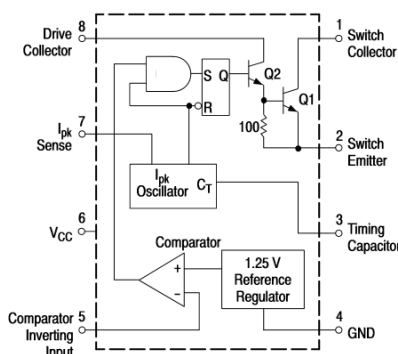 Drive
Collector
8
1
Switch
Collector
S
Q
R
Q2
Q1
100
7
Ipk
Sense
2
Switch
Emitter
Ipk
Oscillator
CT
6
VCC
3
Timing
Capacitor
Comparator
+
−
1.25 V
Reference
Regulator
5
Comparator
Inverting
Input
4
GND